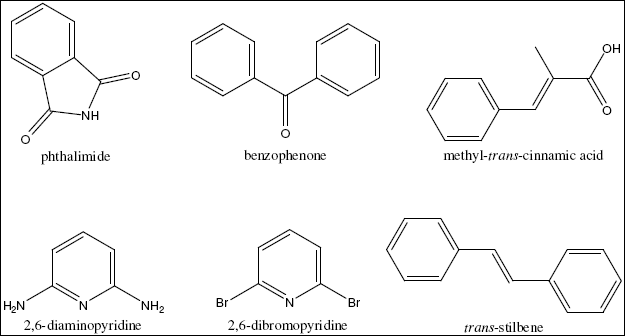 O
NH
O
phthalimide
O
benzophenone
OH
O
methyl-trans-cinnamic acid
H2N N NH2
2,6-diaminopyridine
Br N Br
2,6-dibromopyridine
trans-stilbene